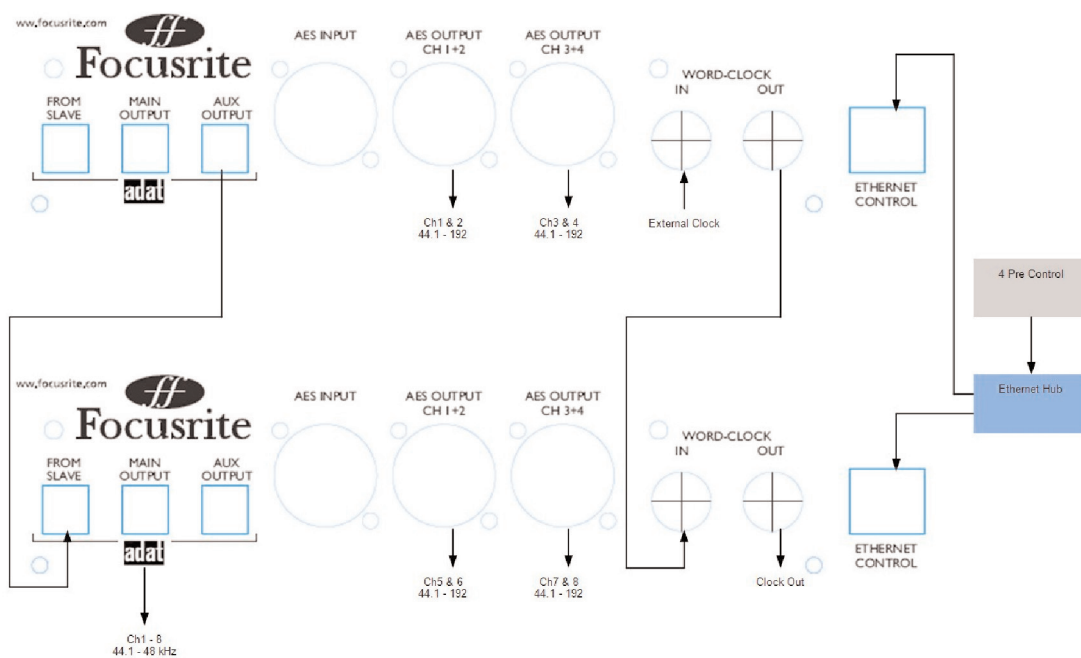 www.focusrite.com
ff
Focusrite
FROM
SLAVE
MAIN
OUTPUT
AUX
OUTPUT
adat
AES INPUT
AES OUTPUT
CH 1+2
AES OUTPUT
CH 3+4
WORD-CLOCK
IN
OUT
ETHERNET
CONTROL
Ch1 & 2
44.1 - 192
Ch3 & 4
44.1 - 192
External Clock
4 Pre Control
Ethernet Hub
www.focusrite.com
ff
Focusrite
FROM
SLAVE
MAIN
OUTPUT
AUX
OUTPUT
adat
AES INPUT
AES OUTPUT
CH 1+2
AES OUTPUT
CH 3+4
WORD-CLOCK
IN
OUT
ETHERNET
CONTROL
Ch5 & 6
44.1 - 192
Ch7 & 8
44.1 - 192
Clock Out
Ch1 - 8
44.1 - 48 kHz